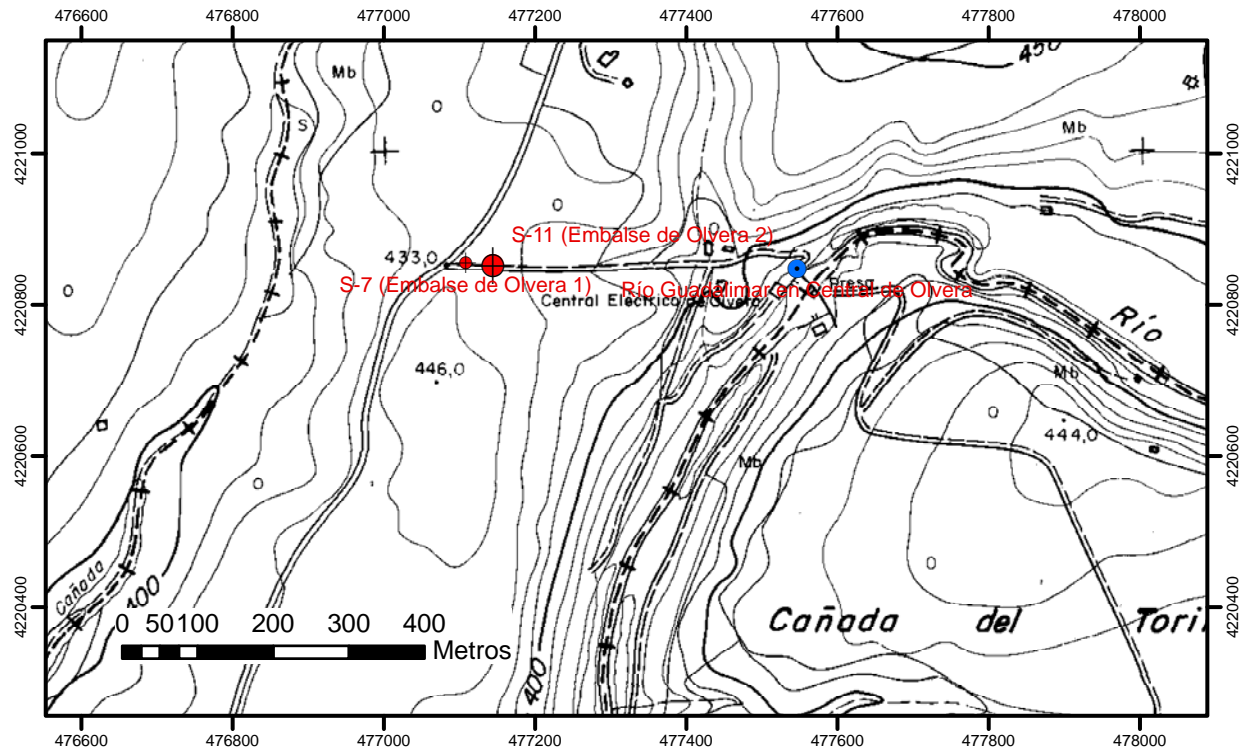 476600 476800 477000 477200 477400 477600 477800 478000
450
Mb
Mb
S
4221000 4221000
O
O
O
S-11 (Embalse de Olvera 2)
433,0
S-7 (Embalse de Olvera 1)
Río Guadalimar en Central de Olvera
Presa
Central Eléctrica de Olvera
O
4220800 4220800
Río
446,0
Mb
O
444,0
4220600 4220600
Mb
O
O
Cañada
400
4220400 4220400
Cañada del Tori
0 50 100 200 300 400
Metros
400
476600 476800 477000 477200 477400 477600 477800 478000